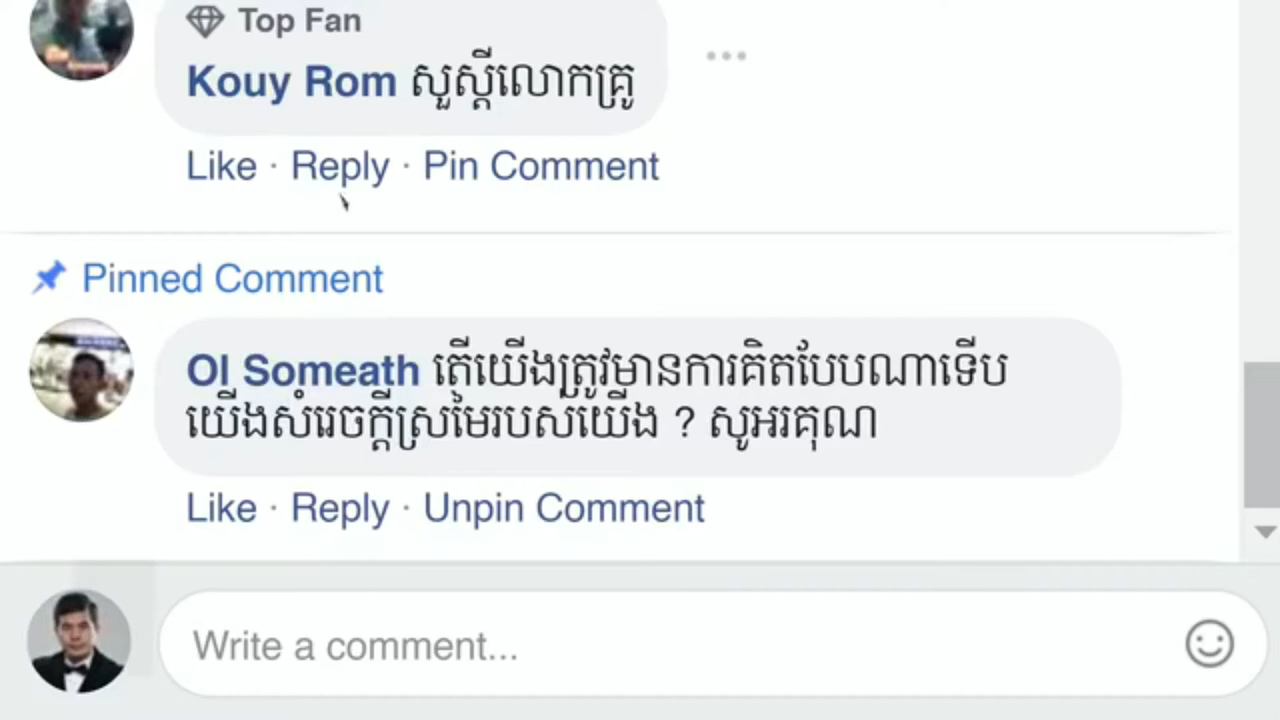 Top Fan
Kouy Rom សួស្តីលោកគ្រូ
Like · Reply · Pin Comment
Pinned Comment
Ol Someath តើយើងត្រូវមានការគិតបែបណាទើប
យើងសំរេចក្តីស្រមៃរបស់យើង ? សូអរគុណ
Like · Reply · Unpin Comment
Write a comment...